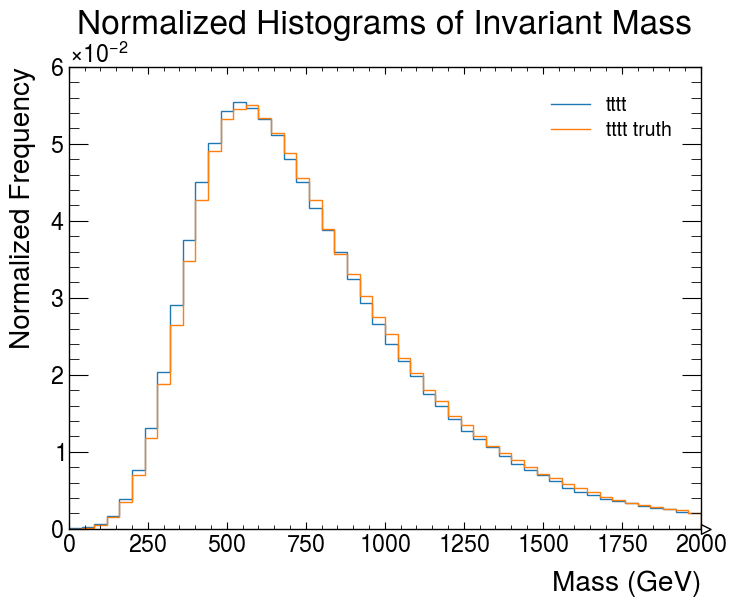 Normalized Histograms of Invariant Mass
×10⁻²
Normalized Frequency
6
5
4
3
2
1
0
tttt
tttt truth
0 250 500 750 1000 1250 1500 1750 2000
Mass (GeV)